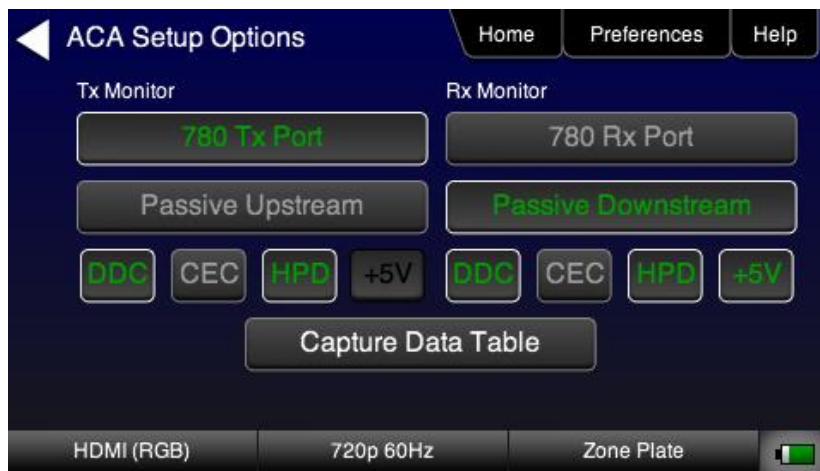 ACA Setup Options Home Preferences Help
Tx Monitor Rx Monitor
780 Tx Port 780 Rx Port
Passive Upstream Passive Downstream
DDC CEC HPD +5V DDC CEC HPD +5V
Capture Data Table
HDMI (RGB) 720p 60Hz Zone Plate